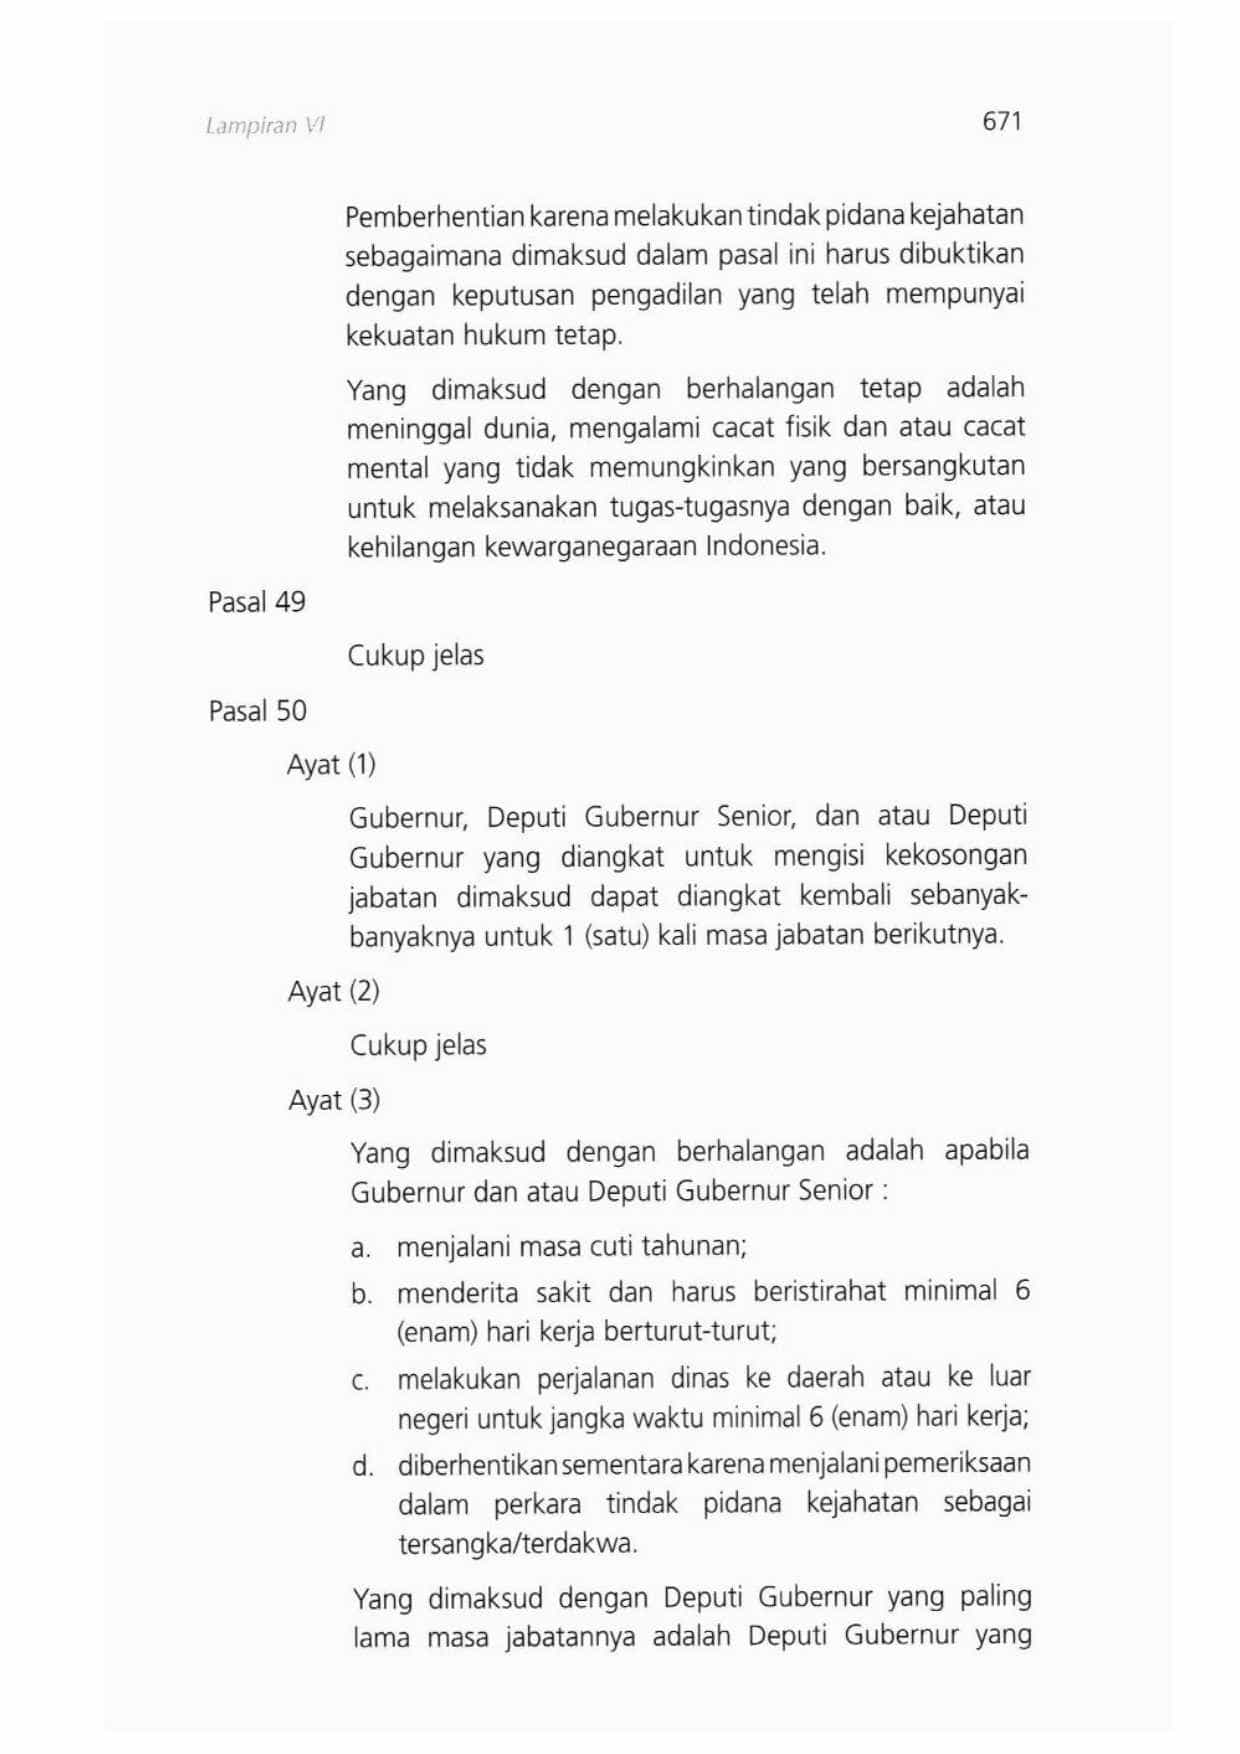 Lampiran VI 671
Pemberhentian karena melakukan tindak pidana kejahatan
sebagaimana dimaksud dalam pasal ini harus dibuktikan
dengan keputusan pengadilan yang telah mempunyai
kekuatan hukum tetap.
Yang dimaksud dengan berhalangan tetap adalah
meninggal dunia, mengalami cacat fisik dan atau cacat
mental yang tidak memungkinkan yang bersangkutan
untuk melaksanakan tugas-tugasnya dengan baik, atau
kehilangan kewarganegaraan Indonesia.
Pasal 49
Cukup jelas
Pasal 50
Ayat (1)
Gubernur, Deputi Gubernur Senior, dan atau Deputi
Gubernur yang diangkat untuk mengisi kekosongan
jabatan dimaksud dapat diangkat kembali sebanyak-
banyaknya untuk 1 (satu) kali masa jabatan berikutnya.
Ayat (2)
Cukup jelas
Ayat (3)
Yang dimaksud dengan berhalangan adalah apabila
Gubernur dan atau Deputi Gubernur Senior :
a. menjalani masa cuti tahunan;
b. menderita sakit dan harus beristirahat minimal 6
(enam) hari kerja berturut-turut;
c. melakukan perjalanan dinas ke daerah atau ke luar
negeri untuk jangka waktu minimal 6 (enam) hari kerja;
d. diberhentikan sementara karena menjalani pemeriksaan
dalam perkara tindak pidana kejahatan sebagai
tersangka/terdakwa.
Yang dimaksud dengan Deputi Gubernur yang paling
lama masa jabatannya adalah Deputi Gubernur yang